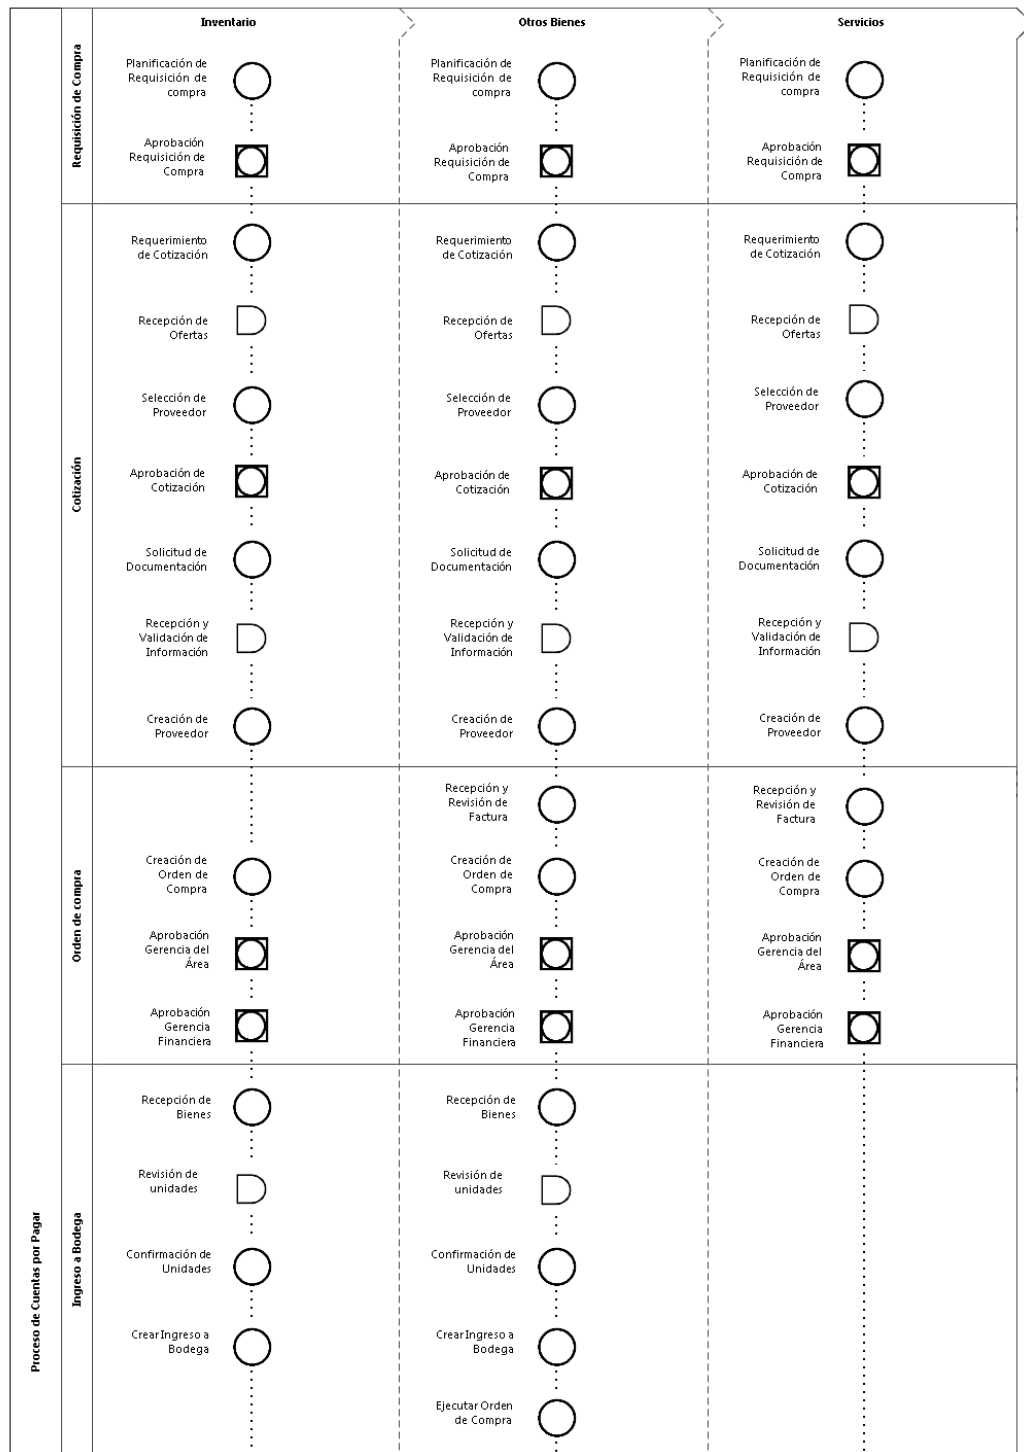 Inventario
Otros Bienes
Servicios
Proceso de Cuentas por Pagar
Requisición de Compra
Planificación de
Requisición de
compra
Planificación de
Requisición de
compra
Planificación de
Requisición de
compra
Aprobación
Requisición de
Compra
Aprobación
Requisición de
Compra
Aprobación
Requisición de
Compra
Cotización
Requerimiento
de Cotización
Requerimiento
de Cotización
Requerimiento
de Cotización
Recepción de
Ofertas
Recepción de
Ofertas
Recepción de
Ofertas
Selección de
Proveedor
Selección de
Proveedor
Selección de
Proveedor
Aprobación de
Cotización
Aprobación de
Cotización
Aprobación de
Cotización
Solicitud de
Documentación
Solicitud de
Documentación
Solicitud de
Documentación
Recepción y
Validación de
Información
Recepción y
Validación de
Información
Recepción y
Validación de
Información
Creación de
Proveedor
Creación de
Proveedor
Creación de
Proveedor
Orden de compra
Recepción y
Revisión de
Factura
Recepción y
Revisión de
Factura
Creación de
Orden de
Compra
Creación de
Orden de
Compra
Creación de
Orden de
Compra
Aprobación
Gerencia del
Área
Aprobación
Gerencia del
Área
Aprobación
Gerencia del
Área
Aprobación
Gerencia
Financiera
Aprobación
Gerencia
Financiera
Aprobación
Gerencia
Financiera
Ingreso a Bodega
Recepción de
Bienes
Recepción de
Bienes
Revisión de
unidades
Revisión de
unidades
Confirmación de
Unidades
Confirmación de
Unidades
Crear Ingreso a
Bodega
Crear Ingreso a
Bodega
Ejecutar Orden
de Compra